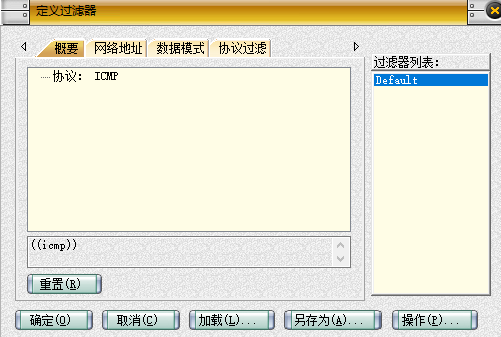 定义过滤器
概要 网络地址 数据模式 协议过滤
协议: ICMP
((icmp))
重置(R)
过滤器列表:
Default
确定(O) 取消(C) 加载(L)... 另存为(A)... 操作(P)...